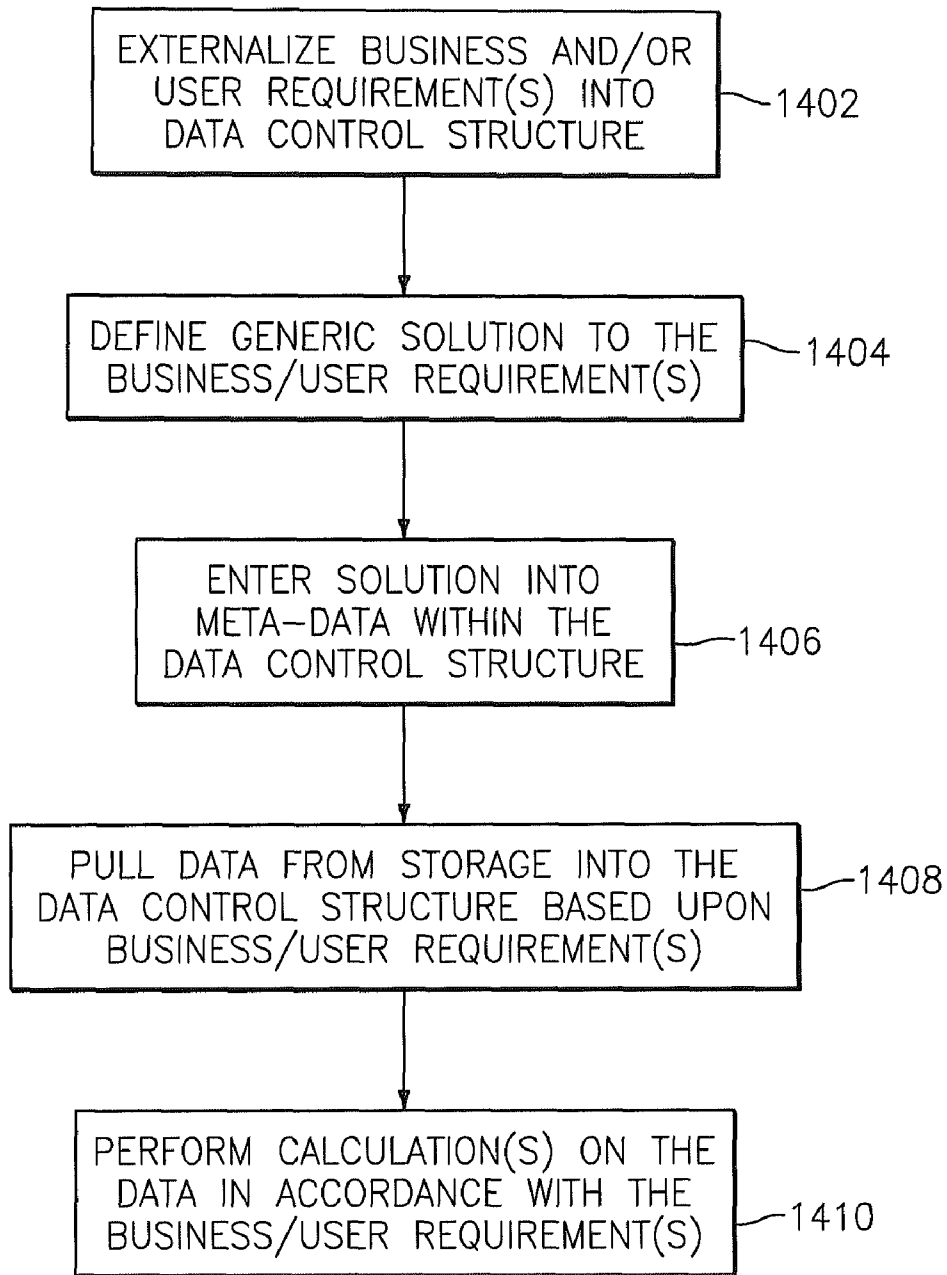 EXTERNALIZE BUSINESS AND/OR
USER REQUIREMENT(S) INTO
DATA CONTROL STRUCTURE
1402
DEFINE GENERIC SOLUTION TO THE
BUSINESS/USER REQUIREMENT(S)
1404
ENTER SOLUTION INTO
META-DATA WITHIN THE
DATA CONTROL STRUCTURE
1406
PULL DATA FROM STORAGE INTO THE
DATA CONTROL STRUCTURE BASED UPON
BUSINESS/USER REQUIREMENT(S)
1408
PERFORM CALCULATION(S) ON THE
DATA IN ACCORDANCE WITH THE
BUSINESS/USER REQUIREMENT(S)
1410